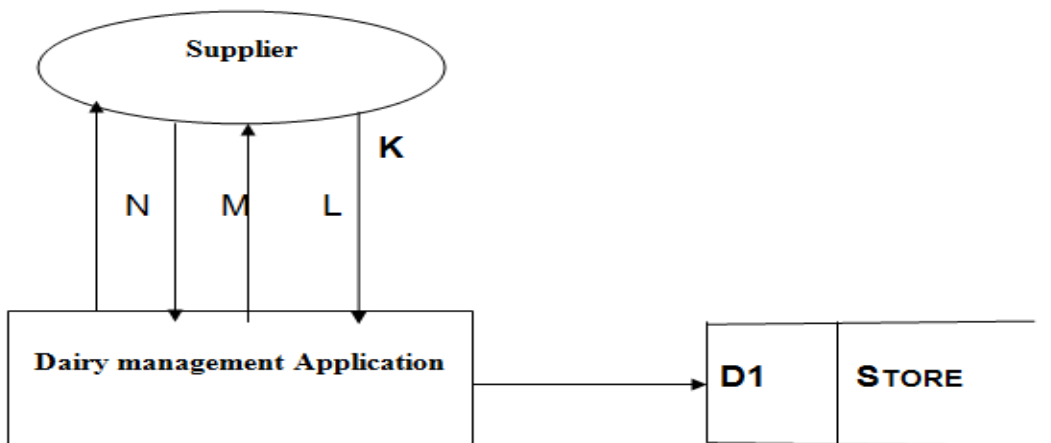 Supplier
K
N M L
Dairy management Application
D1 STORE